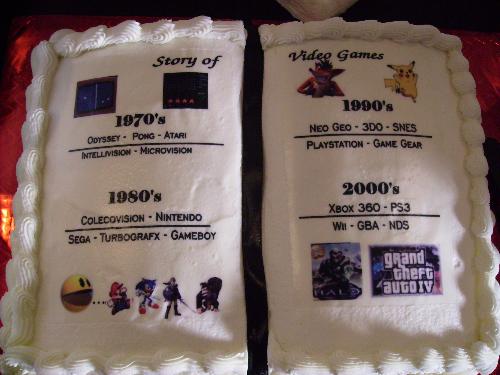 Story of
1970's
Odyssey - Pong - Atari
Intellivision - Microvision
1980's
Colecovision - Nintendo
Sega - Turbografx - Gameboy
Video Games
1990's
Neo Geo - 3DO - SNES
Playstation - Game Gear
2000's
Xbox 360 - PS3
Wii - GBA - NDS
HALO
grand
theft
auto IV